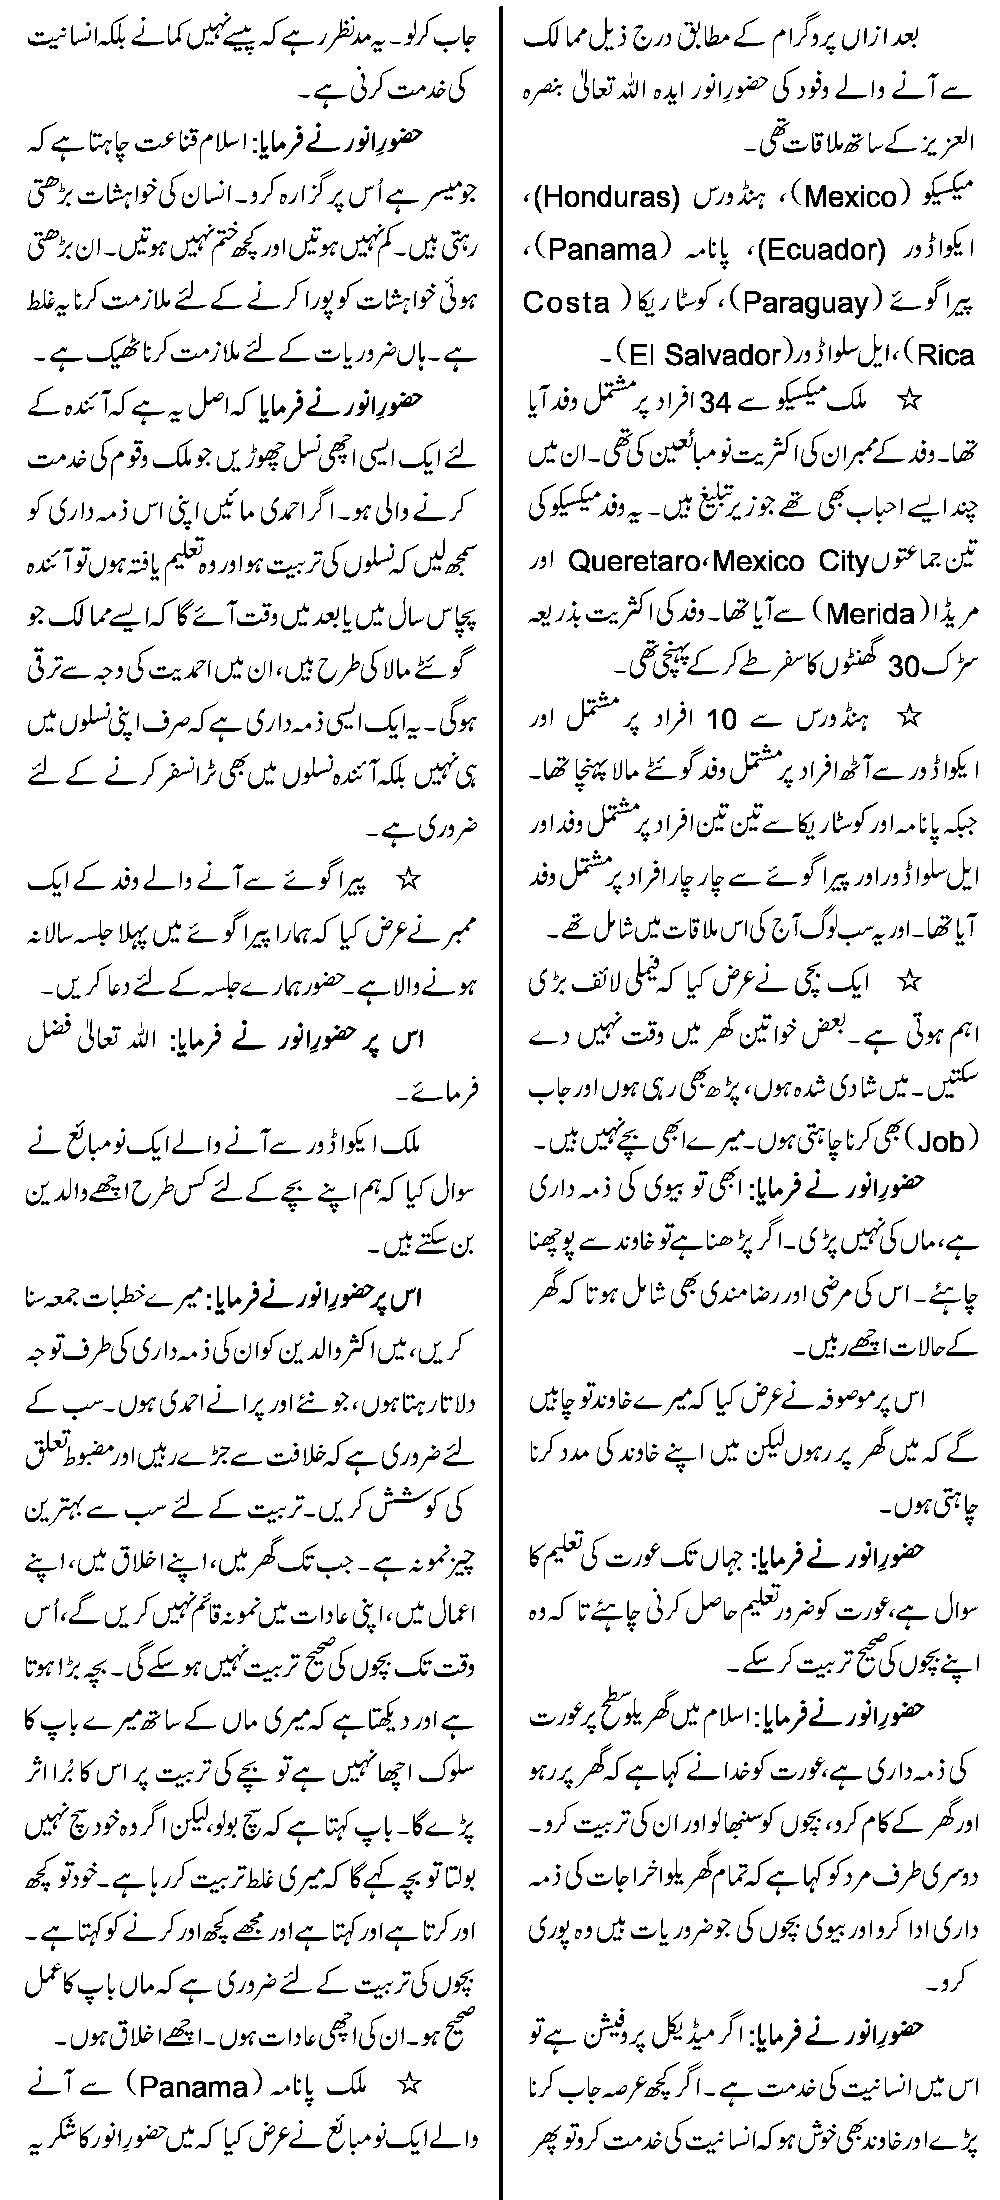 بعد ازاں پروگرام کے مطابق درج ذیل ممالک
سے آنے والے وفود کی حضورِانور ایدہ اللہ تعالیٰ بنصرہ
العزیز کے ساتھ ملاقات تھی۔
میکسیکو (Mexico)، ہنڈورس (Honduras)،
ایکواڈور (Ecuador)، پانامہ (Panama)،
پیراگوئے (Paraguay)، کوسٹاریکا (Costa
Rica)، ایل سلواڈور (El Salvador)۔
☆ ملک میکسیکو سے 34 افراد پر مشتمل وفد آیا
تھا۔ وفد کے ممبران کی اکثریت نومبائعین کی تھی۔ ان میں
چند ایسے احباب بھی تھے جو زیر تبلیغ ہیں۔ یہ وفد میکسیکو کی
تین جماعتوں Queretaro،Mexico City اور
مریڈا (Merida) سے آیا تھا۔ وفد کی اکثریت بذریعہ
سڑک 30 گھنٹوں کا سفر طے کر کے پہنچی تھی۔
☆ ہنڈورس سے 10 افراد پر مشتمل اور
ایکواڈور سے آٹھ افراد پر مشتمل وفد گوئٹے مالا پہنچا تھا۔
جبکہ پانامہ اور کوسٹاریکا سے تین تین افراد پر مشتمل وفد اور
ایل سلواڈور اور پیراگوئے سے چار چار افراد پر مشتمل وفد
آیا تھا۔ اور یہ سب لوگ آج کی اس ملاقات میں شامل تھے۔
☆ ایک بچی نے عرض کیا کہ فیملی لائف بڑی
اہم ہوتی ہے۔ بعض خواتین گھر میں وقت نہیں دے
سکتیں۔ میں شادی شدہ ہوں، پڑھ بھی رہی ہوں اور جاب
(Job) بھی کرنا چاہتی ہوں۔ میرے ابھی بچے نہیں ہیں۔
حضورِانور نے فرمایا: ابھی تو بیوی کی ذمہ داری
ہے، ماں کی نہیں پڑی۔ اگر پڑھنا ہے تو خاوند سے پوچھنا
چاہئے۔ اس کی مرضی اور رضامندی بھی شامل ہو تا کہ گھر
کے حالات اچھے رہیں۔
اس پر موصوفہ نے عرض کیا کہ میرے خاوند تو چاہیں
گے کہ میں گھر پر رہوں لیکن میں اپنے خاوند کی مدد کرنا
چاہتی ہوں۔
حضورِانور نے فرمایا: جہاں تک عورت کی تعلیم کا
سوال ہے، عورت کو ضرور تعلیم حاصل کرنی چاہئے تا کہ وہ
اپنے بچوں کی صحیح تربیت کر سکے۔
حضورِانور نے فرمایا: اسلام میں گھریلو سطح پر عورت
کی ذمہ داری ہے، عورت کو خدا نے کہا ہے کہ گھر پر رہو
اور گھر کے کام کرو، بچوں کو سنبھالو اور ان کی تربیت کرو۔
دوسری طرف مرد کو کہا ہے کہ تمام گھریلو اخراجات کی ذمہ
داری ادا کرو اور بیوی بچوں کی جو ضروریات ہیں وہ پوری
کرو۔
حضورِانور نے فرمایا: اگر میڈیکل پروفیشن ہے تو
اس میں انسانیت کی خدمت ہے۔ اگر کچھ عرصہ جاب کرنا
پڑے اور خاوند بھی خوش ہو کہ انسانیت کی خدمت کرو تو پھر
جاب کرلو۔ یہ مدنظر رہے کہ پیسے نہیں کمانے بلکہ انسانیت
کی خدمت کرنی ہے۔
حضورِانور نے فرمایا: اسلام قناعت چاہتا ہے کہ
جو میسر ہے اُس پر گزارہ کرو۔ انسان کی خواہشات بڑھتی
رہتی ہیں۔ کم نہیں ہوتیں اور کچھ ختم نہیں ہوتیں۔ ان بڑھتی
ہوئی خواہشات کو پورا کرنے کے لئے ملازمت کرنا یہ غلط
ہے۔ ہاں ضروریات کے لئے ملازمت کرنا ٹھیک ہے۔
حضورِانور نے فرمایا کہ اصل یہ ہے کہ آئندہ کے
لئے ایک ایسی اچھی نسل چھوڑیں جو ملک وقوم کی خدمت
کرنے والی ہو۔ اگر احمدی مائیں اپنی اس ذمہ داری کو
سمجھ لیں کہ نسلوں کی تربیت ہو اور وہ تعلیم یافتہ ہوں تو آئندہ
پچاس سال میں یا بعد میں وقت آئے گا کہ ایسے ممالک جو
گوئٹے مالا کی طرح ہیں، ان میں احمدیت کی وجہ سے ترقی
ہوگی۔ یہ ایک ایسی ذمہ داری ہے کہ صرف اپنی نسلوں میں
ہی نہیں بلکہ آئندہ نسلوں میں بھی ٹرانسفر کرنے کے لئے
ضروری ہے۔
☆ پیراگوئے سے آنے والے وفد کے ایک
ممبر نے عرض کیا کہ ہمارا پیراگوئے میں پہلا جلسہ سالانہ
ہونے والا ہے۔ حضور ہمارے جلسہ کے لئے دعا کریں۔
اس پر حضورِانور نے فرمایا: اللہ تعالیٰ فضل
فرمائے۔
ملک ایکواڈور سے آنے والے ایک نومبائع نے
سوال کیا کہ ہم اپنے بچے کے لئے کس طرح اچھے والدین
بن سکتے ہیں۔
اس پر حضورِانور نے فرمایا: میرے خطبات جمعہ سنا
کریں، میں اکثر والدین کو ان کی ذمہ داری کی طرف توجہ
دلاتا رہتا ہوں، جو نئے اور پرانے احمدی ہوں۔ سب کے
لئے ضروری ہے کہ خلافت سے جڑے رہیں اور مضبوط تعلق
کی کوشش کریں۔ تربیت کے لئے سب سے بہترین
چیز نمونہ ہے۔ جب تک گھر میں، اپنے اخلاق میں، اپنے
اعمال میں، اپنی عادات میں نمونہ قائم نہیں کریں گے، اُس
وقت تک بچوں کی صحیح تربیت نہیں ہو سکے گی۔ بچہ بڑا ہوتا
ہے اور دیکھتا ہے کہ میری ماں کے ساتھ میرے باپ کا
سلوک اچھا نہیں ہے تو بچے کی تربیت پر اس کا بُرا اثر
پڑے گا۔ باپ کہتا ہے کہ سچ بولو، لیکن اگر وہ خود سچ نہیں
بولتا تو بچہ کہے گا کہ میری غلط تربیت کر رہا ہے۔ خود تو کچھ
اور کرتا ہے اور کہتا ہے اور مجھے کچھ اور کرنے کو کہتا ہے۔
بچوں کی تربیت کے لئے ضروری ہے کہ ماں باپ کا عمل
صحیح ہو۔ ان کی اچھی عادات ہوں۔ اچھے اخلاق ہوں۔
☆ ملک پانامہ (Panama) سے آنے
والے ایک نومبائع نے عرض کیا کہ میں حضورِانور کا شکریہ